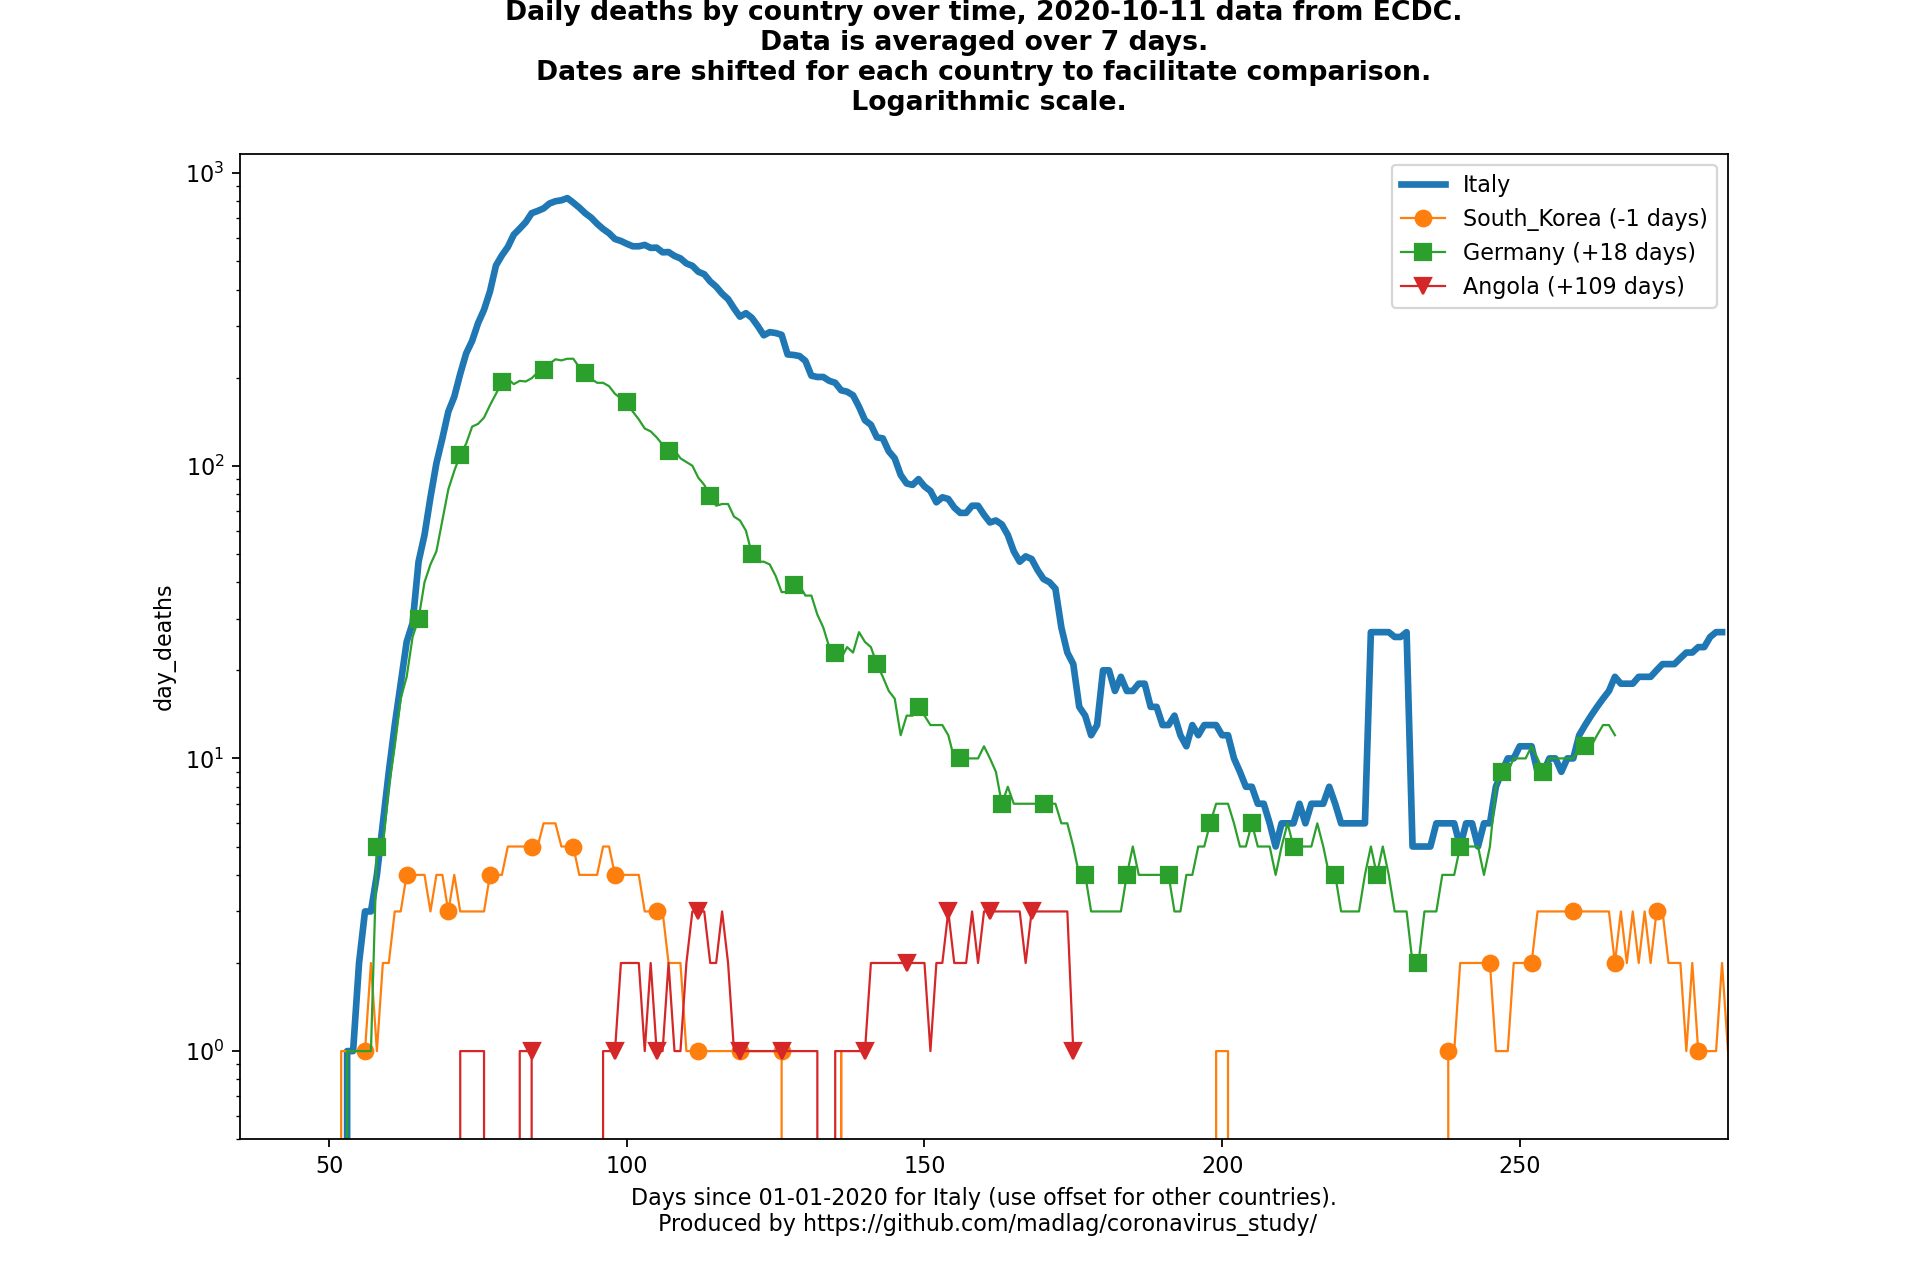 Daily deaths by country over time, 2020-10-11 data from ECDC.
Data is averaged over 7 days.
Dates are shifted for each country to facilitate comparison.
Logarithmic scale.
10³
10²
10¹
10⁰
day_deaths
Italy
South_Korea (-1 days)
Germany (+18 days)
Angola (+109 days)
50 100 150 200 250
Days since 01-01-2020 for Italy (use offset for other countries).
Produced by https://github.com/madlag/coronavirus_study/